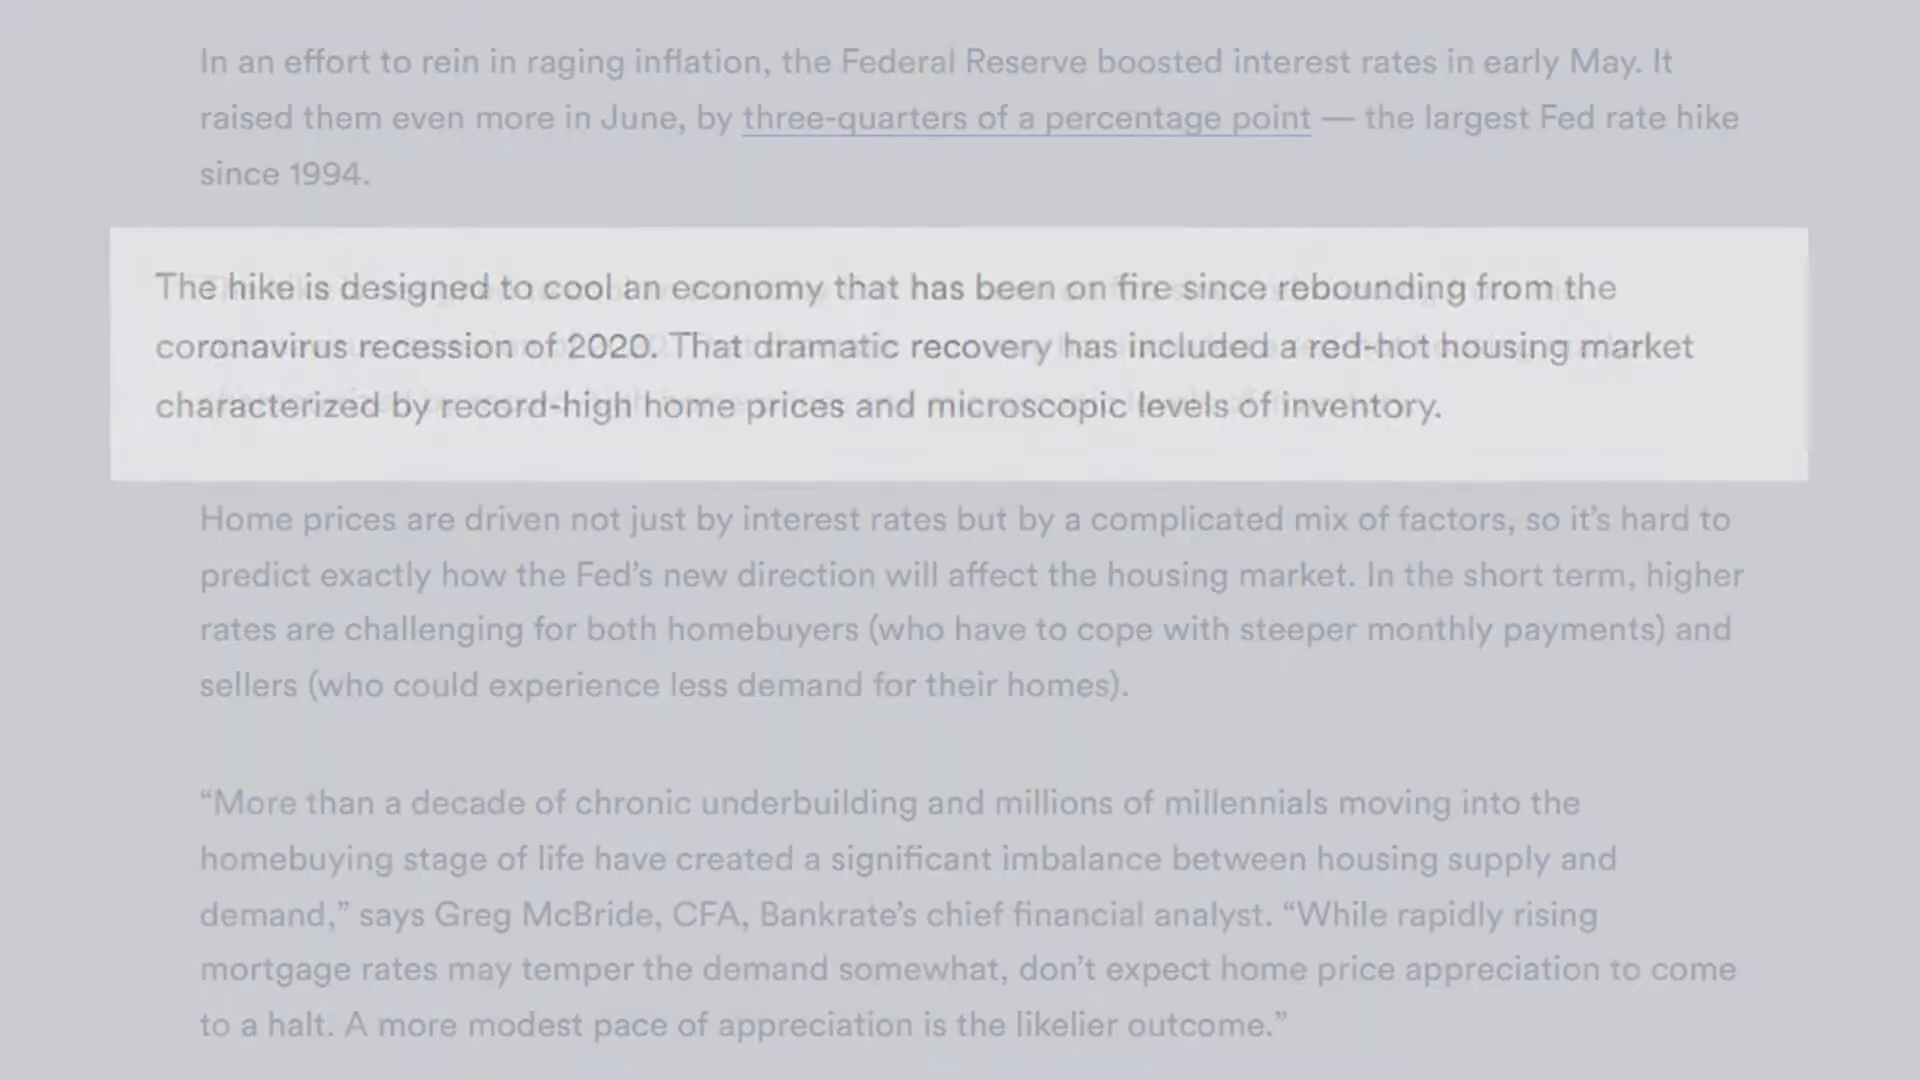 In an effort to rein in raging inflation, the Federal Reserve boosted interest rates in early May. It
raised them even more in June, by three-quarters of a percentage point — the largest Fed rate hike
since 1994.
The hike is designed to cool an economy that has been on fire since rebounding from the
coronavirus recession of 2020. That dramatic recovery has included a red-hot housing market
characterized by record-high home prices and microscopic levels of inventory.
Home prices are driven not just by interest rates but by a complicated mix of factors, so it’s hard to
predict exactly how the Fed’s new direction will affect the housing market. In the short term, higher
rates are challenging for both homebuyers (who have to cope with steeper monthly payments) and
sellers (who could experience less demand for their homes).
“More than a decade of chronic underbuilding and millions of millennials moving into the
homebuying stage of life have created a significant imbalance between housing supply and
demand,” says Greg McBride, CFA, Bankrate’s chief financial analyst. “While rapidly rising
mortgage rates may temper the demand somewhat, don’t expect home price appreciation to come
to a halt. A more modest pace of appreciation is the likelier outcome.”